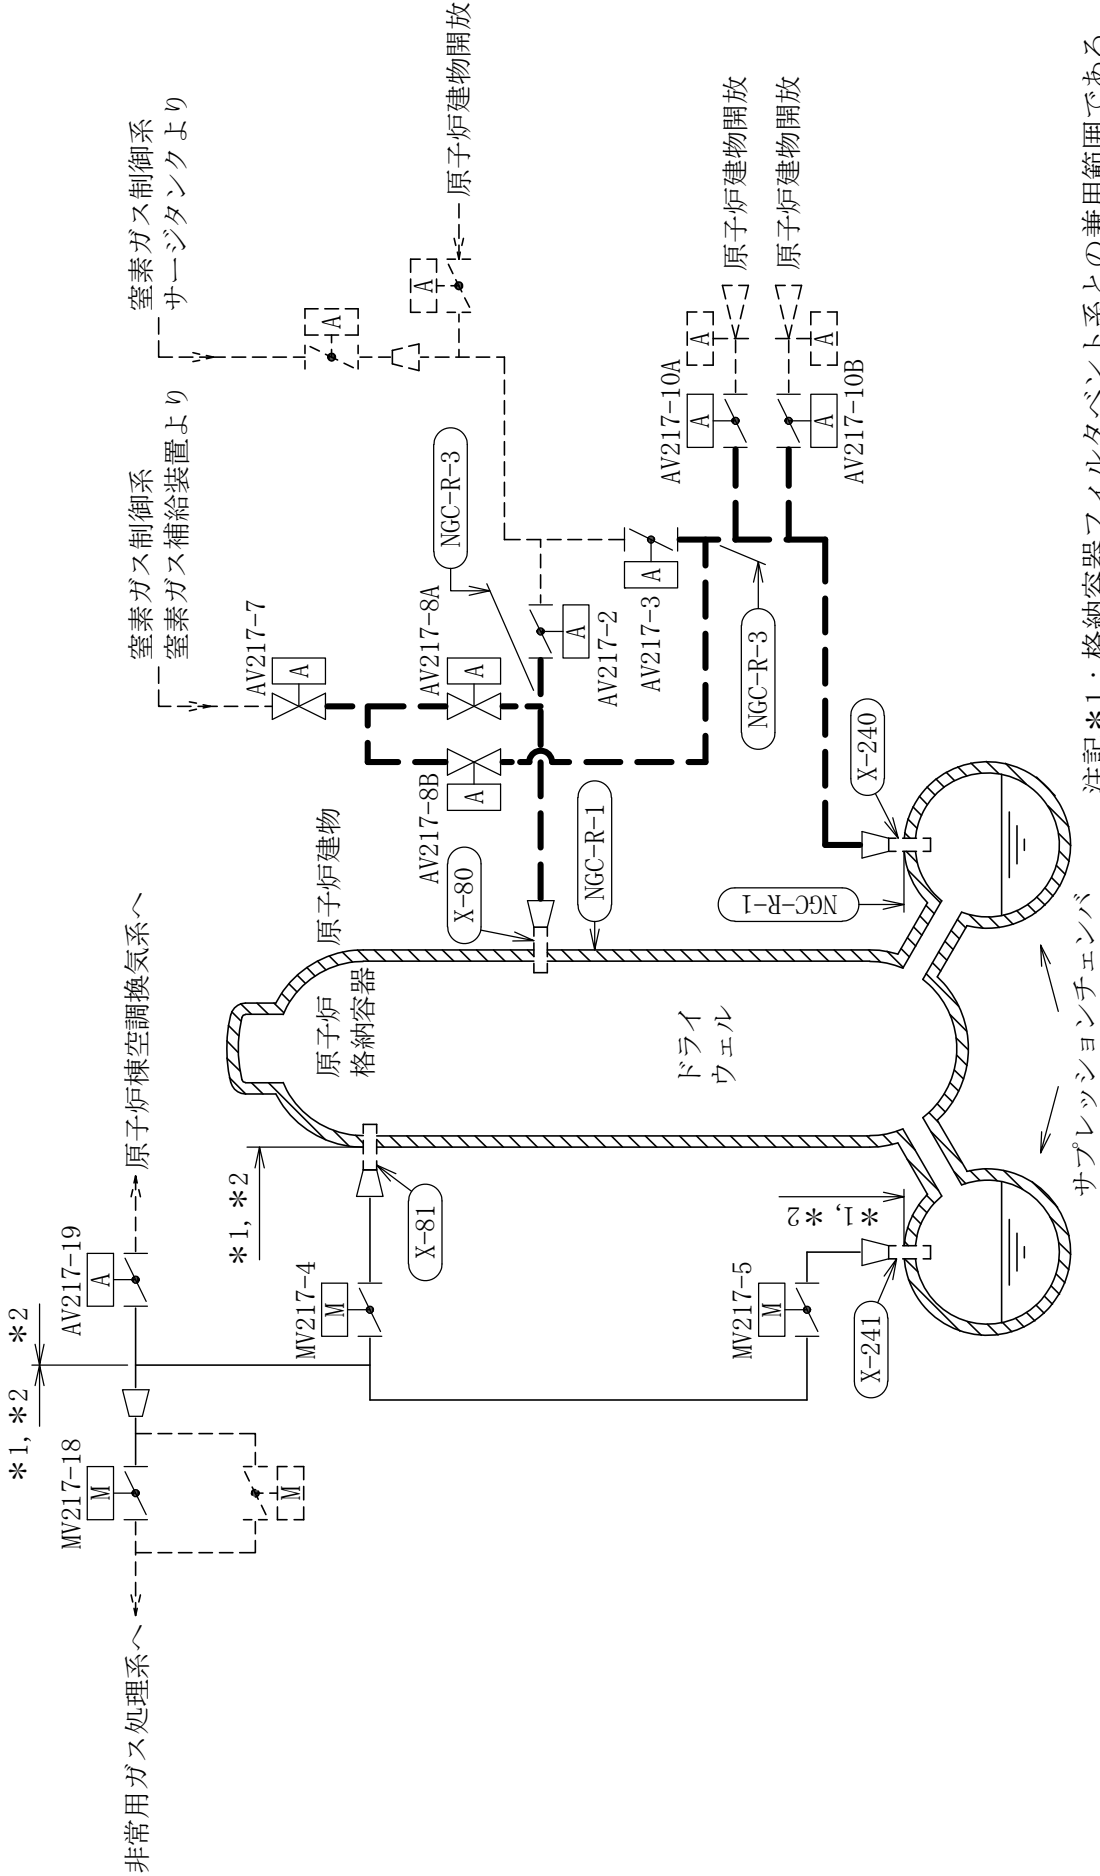 非常用ガス処理系へ
MV217-18
M
M
*1, *2
*2
AV217-19
A
原子炉棟空調換気系へ
窒素ガス制御系
窒素ガス補給装置より
窒素ガス制御系
サージタンクより
A
A
原子炉建物開放
*1, *2
MV217-4
M
X-81
原子炉
格納容器
原子炉建物
AV217-7
A
AV217-8A
A
AV217-8B
A
NGC-R-3
X-80
AV217-2
A
NGC-R-1
AV217-3
A
AV217-10A
A
A
原子炉建物開放
原子炉建物開放
A
A
AV217-10B
NGC-R-3
ドライ
ウェル
MV217-5
M
*1, *2
X-241
NGC-R-1
X-240
サプレッションチェンバ
注記*1：格納容器フィルタベント系との兼用範囲である